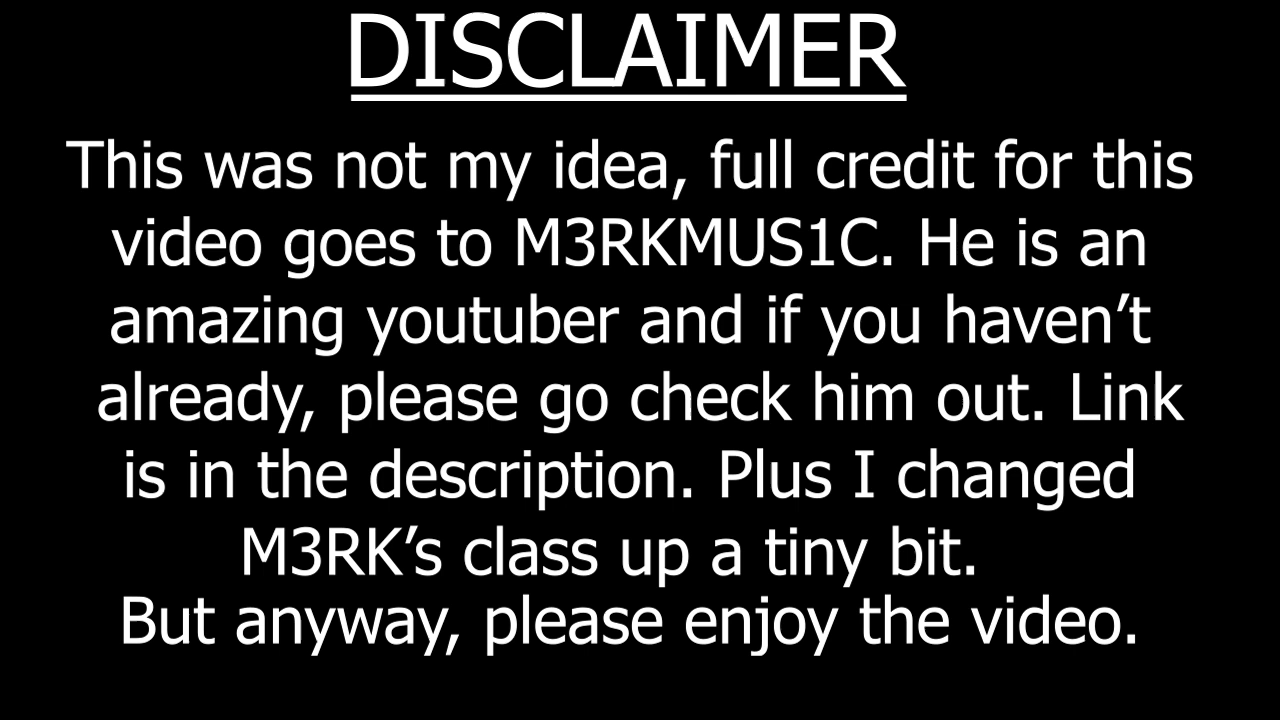 DISCLAIMER
This was not my idea, full credit for this
video goes to M3RKMUS1C. He is an
amazing youtuber and if you haven’t
already, please go check him out. Link
is in the description. Plus I changed
M3RK’s class up a tiny bit.
But anyway, please enjoy the video.